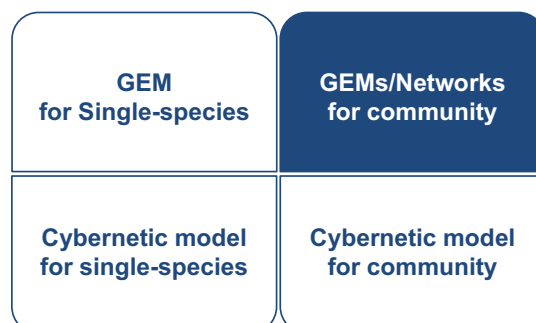 GEM
for Single-species
GEMs/Networks
for community
Cybernetic model
for single-species
Cybernetic model
for community